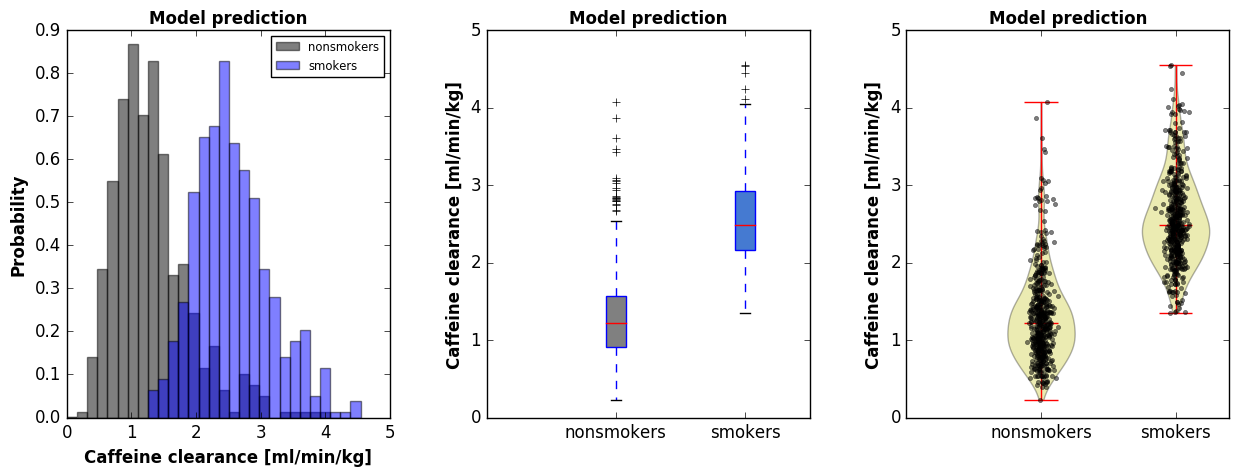 Model prediction
Probability
0.9
0.8
0.7
0.6
0.5
0.4
0.3
0.2
0.1
0.0
nonsmokers
smokers
0 1 2 3 4 5
Caffeine clearance [ml/min/kg]
Model prediction
Caffeine clearance [ml/min/kg]
5
4
3
2
1
0
nonsmokers smokers
Model prediction
Caffeine clearance [ml/min/kg]
5
4
3
2
1
0
nonsmokers smokers